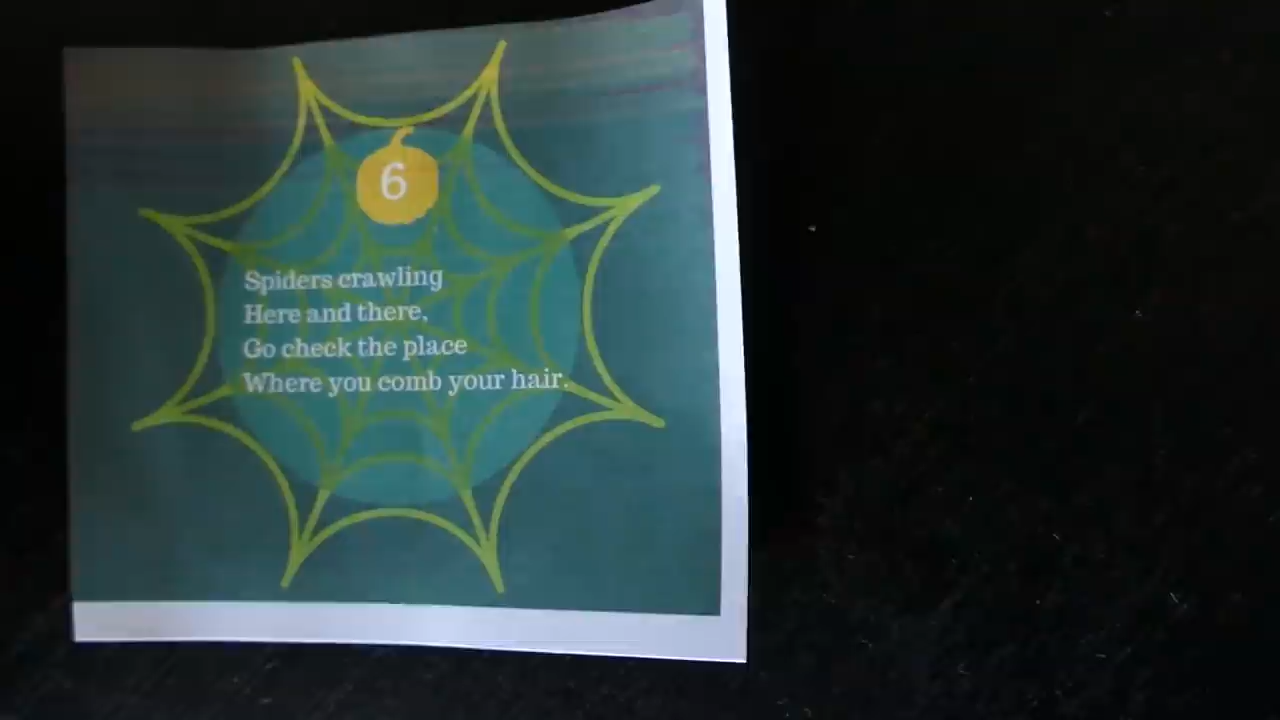 6
Spiders crawling
Here and there,
Go check the place
Where you comb your hair.